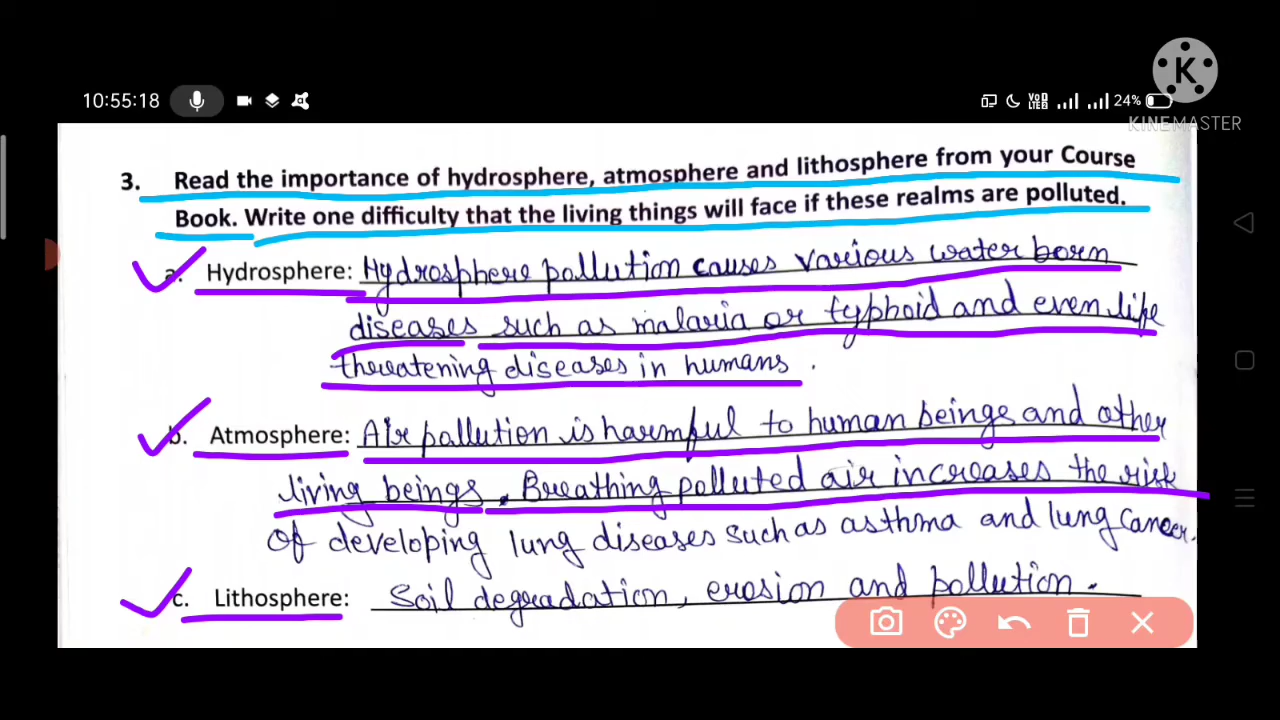 10:55:18
24%
KINEMASTER
3. Read the importance of hydrosphere, atmosphere and lithosphere from your Course
Book. Write one difficulty that the living things will face if these realms are polluted.
a. Hydrosphere: Hydrosphere pollution causes various water born
diseases such as malaria or typhoid and even life
threatening diseases in humans.
b. Atmosphere: Air pollution is harmful to human beings and other
living beings. Breathing polluted air increases the risk
of developing lung diseases such as asthma and lung cancer.
c. Lithosphere: Soil degradation, erosion and pollution.